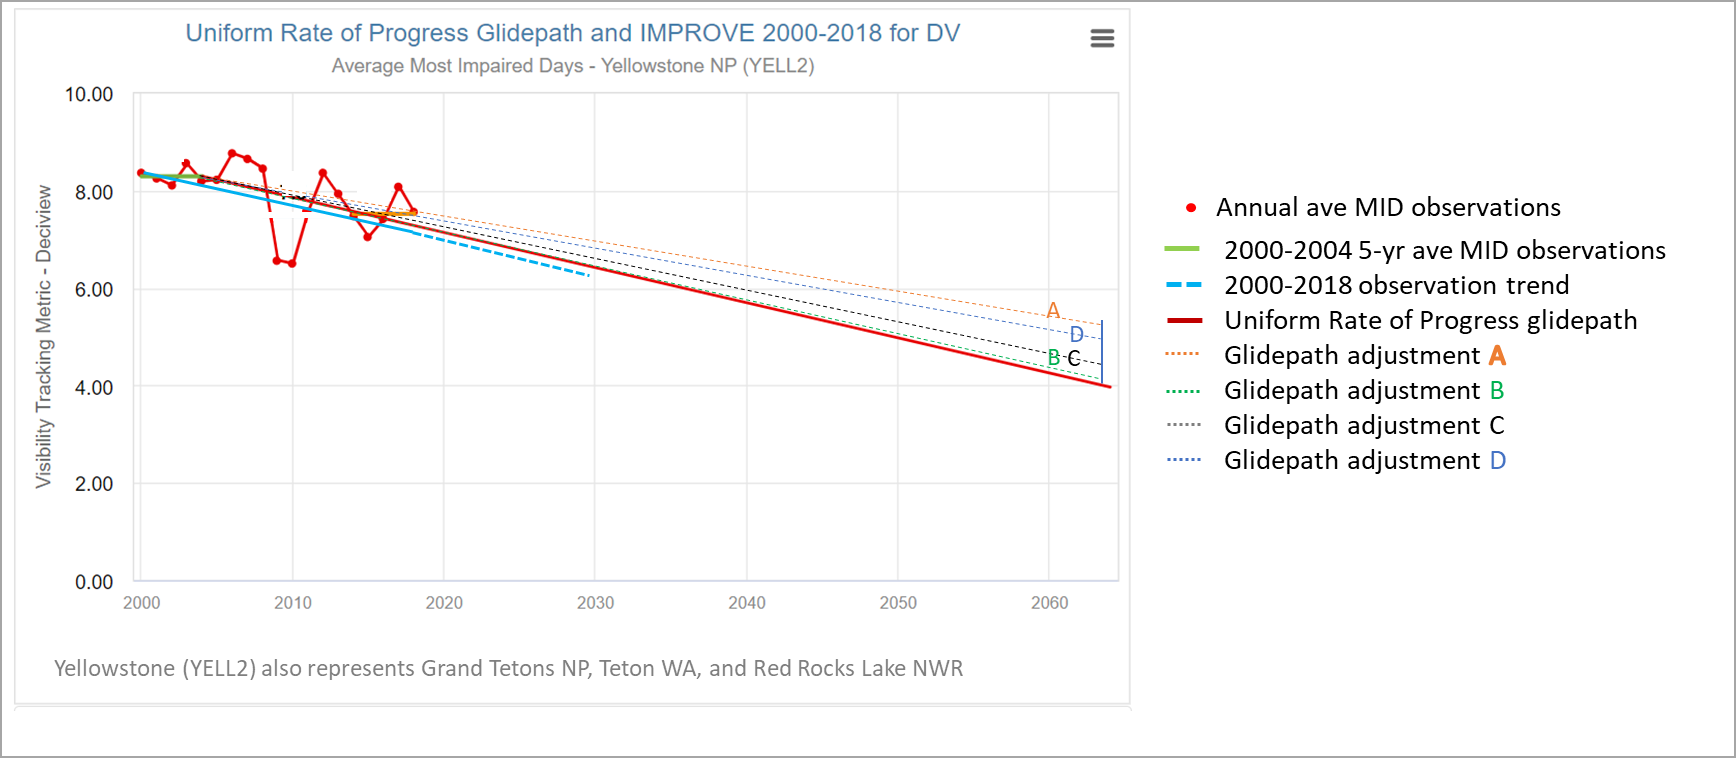 Uniform Rate of Progress Glidepath and IMPROVE 2000-2018 for DV
Average Most Impaired Days - Yellowstone NP (YELL2)
Visibility Tracking Metric - Deciview
10.00
8.00
6.00
4.00
2.00
0.00
2000 2010 2020 2030 2040 2050 2060
A
D
B C
Yellowstone (YELL2) also represents Grand Tetons NP, Teton WA, and Red Rocks Lake NWR
Annual ave MID observations
2000-2004 5-yr ave MID observations
2000-2018 observation trend
Uniform Rate of Progress glidepath
Glidepath adjustment A
Glidepath adjustment B
Glidepath adjustment C
Glidepath adjustment D